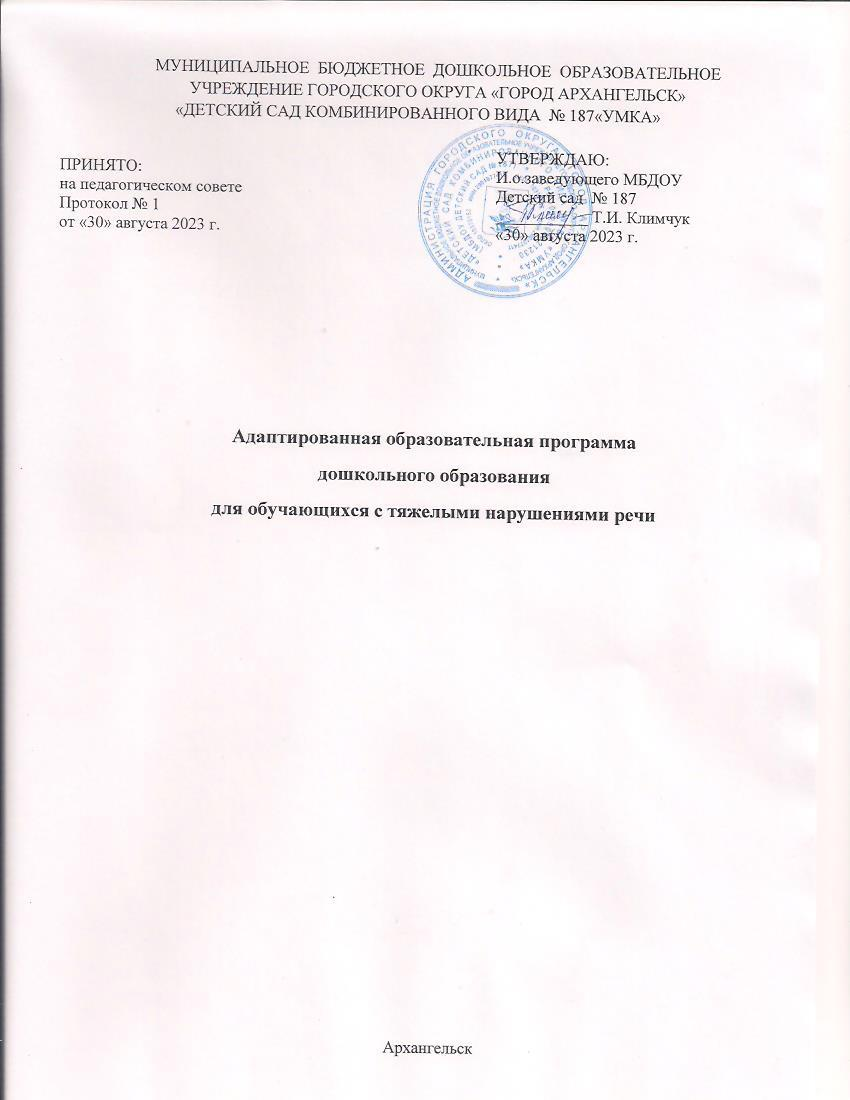 МУНИЦИПАЛЬНОЕ БЮДЖЕТНОЕ ДОШКОЛЬНОЕ ОБРАЗОВАТЕЛЬНОЕ
УЧРЕЖДЕНИЕ ГОРОДСКОГО ОКРУГА «ГОРОД АРХАНГЕЛЬСК»
«ДЕТСКИЙ САД КОМБИНИРОВАННОГО ВИДА № 187«УМКА»
ПРИНЯТО:
на педагогическом совете
Протокол № 1
от «30» августа 2023 г.
УТВЕРЖДАЮ:
И.о.заведующего МБДОУ
Детский сад № 187
Т.И. Климчук
«30» августа 2023 г.
Адаптированная образовательная программа
дошкольного образования
для обучающихся с тяжелыми нарушениями речи
Архангельск